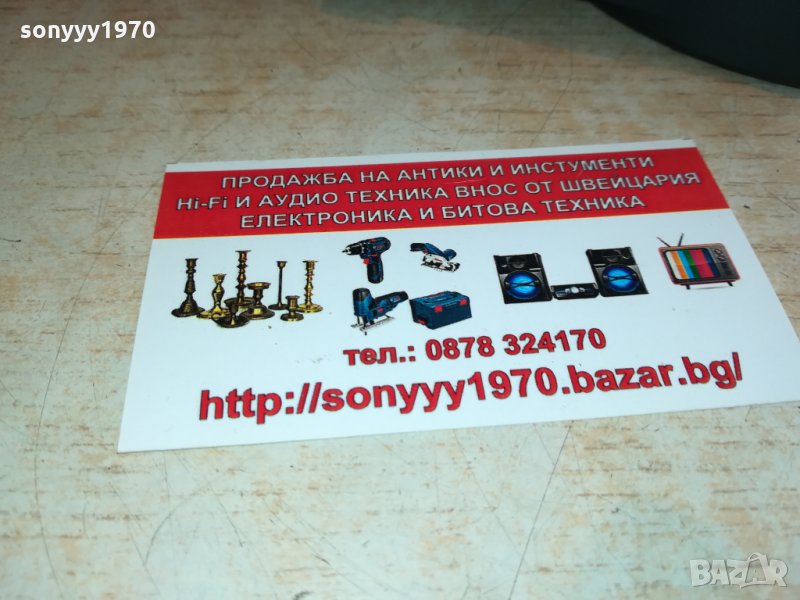 sonyyy1970
ПРОДАЖБА НА АНТИКИ И ИНСТУМЕНТИ
Hi-Fi И АУДИО ТЕХНИКА ВНОС ОТ ШВЕЙЦАРИЯ
ЕЛЕКТРОНИКА И БИТОВА ТЕХНИКА
тел.: 0878 324170
http://sonyyy1970.bazar.bg/
BAZAR